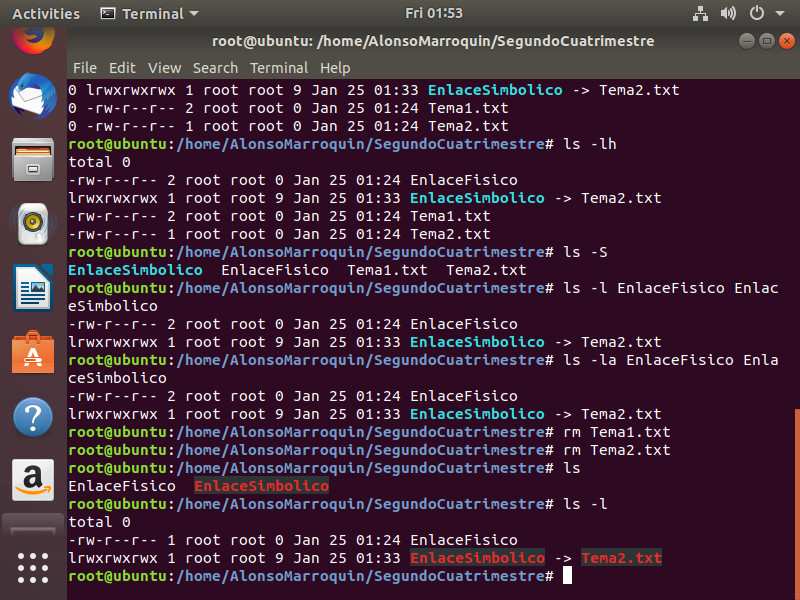 Activities Terminal Fri 01:53
root@ubuntu: /home/AlonsoMarroquin/SegundoCuatrimestre
File Edit View Search Terminal Help
0 lrwxrwxrwx 1 root root 9 Jan 25 01:33 EnlaceSimbolico -> Tema2.txt
0 -rw-r--r-- 2 root root 0 Jan 25 01:24 Tema1.txt
0 -rw-r--r-- 1 root root 0 Jan 25 01:24 Tema2.txt
root@ubuntu:/home/AlonsoMarroquin/SegundoCuatrimestre# ls -lh
total 0
-rw-r--r-- 2 root root 0 Jan 25 01:24 EnlaceFisico
lrwxrwxrwx 1 root root 9 Jan 25 01:33 EnlaceSimbolico -> Tema2.txt
-rw-r--r-- 2 root root 0 Jan 25 01:24 Tema1.txt
-rw-r--r-- 1 root root 0 Jan 25 01:24 Tema2.txt
root@ubuntu:/home/AlonsoMarroquin/SegundoCuatrimestre# ls -S
EnlaceSimbolico  EnlaceFisico  Tema1.txt  Tema2.txt
root@ubuntu:/home/AlonsoMarroquin/SegundoCuatrimestre# ls -l EnlaceFisico Enlac
eSimbolico
-rw-r--r-- 2 root root 0 Jan 25 01:24 EnlaceFisico
lrwxrwxrwx 1 root root 9 Jan 25 01:33 EnlaceSimbolico -> Tema2.txt
root@ubuntu:/home/AlonsoMarroquin/SegundoCuatrimestre# ls -la EnlaceFisico Enla
ceSimbolico
-rw-r--r-- 2 root root 0 Jan 25 01:24 EnlaceFisico
lrwxrwxrwx 1 root root 9 Jan 25 01:33 EnlaceSimbolico -> Tema2.txt
root@ubuntu:/home/AlonsoMarroquin/SegundoCuatrimestre# rm Tema1.txt
root@ubuntu:/home/AlonsoMarroquin/SegundoCuatrimestre# rm Tema2.txt
root@ubuntu:/home/AlonsoMarroquin/SegundoCuatrimestre# ls
EnlaceFisico  EnlaceSimbolico
root@ubuntu:/home/AlonsoMarroquin/SegundoCuatrimestre# ls -l
total 0
-rw-r--r-- 1 root root 0 Jan 25 01:24 EnlaceFisico
lrwxrwxrwx 1 root root 9 Jan 25 01:33 EnlaceSimbolico -> Tema2.txt
root@ubuntu:/home/AlonsoMarroquin/SegundoCuatrimestre#